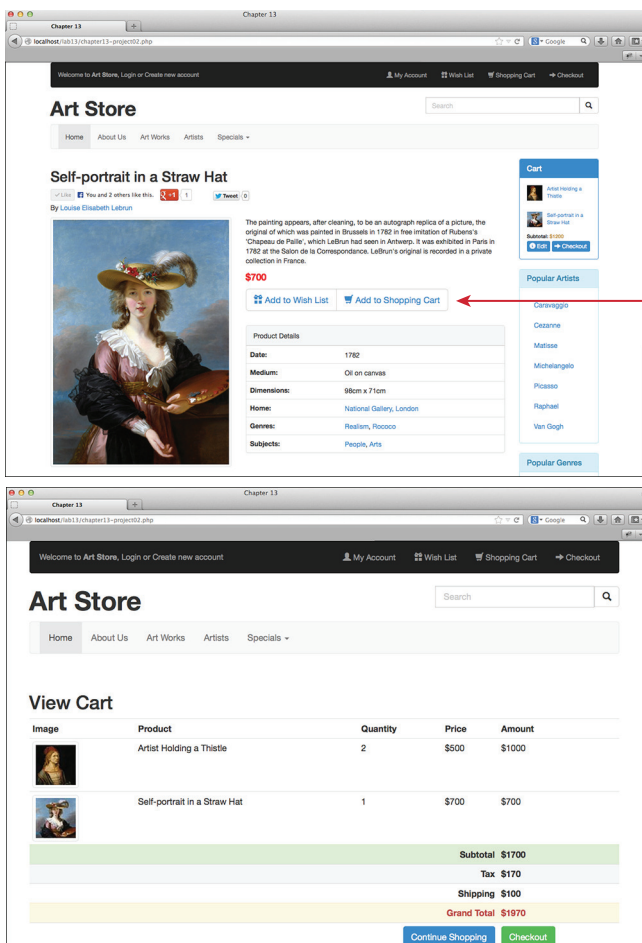 Chapter 13
Chapter 13
localhost/lab13/chapter13-project02.php
Google
Welcome to Art Store, Login or Create new account
My Account Wish List Shopping Cart Checkout
Art Store
Search
Home About Us Art Works Artists Specials
Self-portrait in a Straw Hat
Like You and 2 others like this. +1 1 Tweet 0
By Louise Elisabeth Lebrun
The painting appears, after cleaning, to be an autograph replica of a picture, the
original of which was painted in Brussels in 1782 in free imitation of Rubens's
'Chapeau de Paille', which LeBrun had seen in Antwerp. It was exhibited in Paris in
1782 at the Salon de la Correspondance. LeBrun's original is recorded in a private
collection in France.
$700
Add to Wish List Add to Shopping Cart
Product Details
Date: 1782
Medium: Oil on canvas
Dimensions: 98cm x 71cm
Home: National Gallery, London
Genres: Realism, Rococo
Subjects: People, Arts
Cart
Artist Holding a
Thistle
Self-portrait in a
Straw Hat
Subtotal: $1200
Edit Checkout
Popular Artists
Caravaggio
Cezanne
Matisse
Michelangelo
Picasso
Raphael
Van Gogh
Popular Genres
Chapter 13
Chapter 13
localhost/lab13/chapter13-project02.php
Google
Welcome to Art Store, Login or Create new account
My Account Wish List Shopping Cart Checkout
Art Store
Search
Home About Us Art Works Artists Specials
View Cart
Image Product Quantity Price Amount
Artist Holding a Thistle 2 $500 $1000
Self-portrait in a Straw Hat 1 $700 $700
Subtotal $1700
Tax $170
Shipping $100
Grand Total $1970
Continue Shopping Checkout